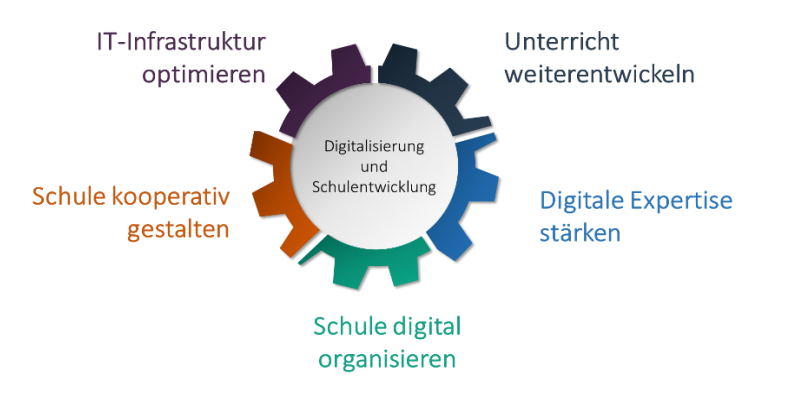 IT-Infrastruktur
optimieren
Unterricht
weiterentwickeln
Digitalisierung
und
Schulentwicklung
Schule kooperativ
gestalten
Digitale Expertise
stärken
Schule digital
organisieren